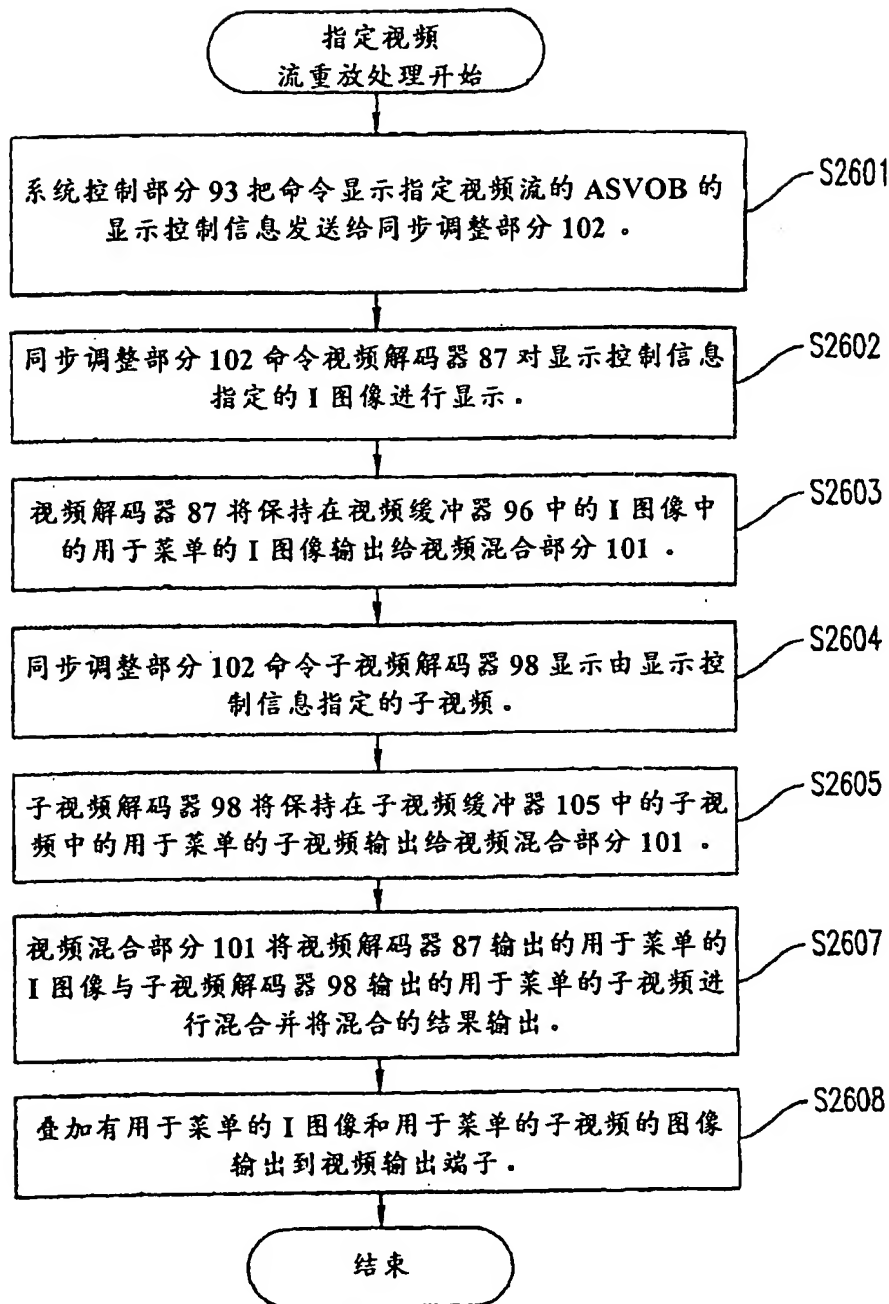 指定视频
流重放处理开始
系统控制部分 93 把命令显示指定视频流的 ASVOB 的
显示控制信息发送给同步调整部分 102 。
S2601
同步调整部分 102 命令视频解码器 87 对显示控制信息
指定的 I 图像进行显示。
S2602
视频解码器 87 将保持在视频缓冲器 96 中的 I 图像中
的用于菜单的 I 图像输出给视频混合部分 101 。
S2603
同步调整部分 102 命令子视频解码器 98 显示由显示控
制信息指定的子视频。
S2604
子视频解码器 98 将保持在子视频缓冲器 105 中的子视
频中的用于菜单的子视频输出给视频混合部分 101 。
S2605
视频混合部分 101 将视频解码器 87 输出的用于菜单的
I 图像与子视频解码器 98 输出的用于菜单的子视频进
行混合并将混合的结果输出。
S2607
叠加有用于菜单的 I 图像和用于菜单的子视频的图像
输出到视频输出端子。
S2608
结束